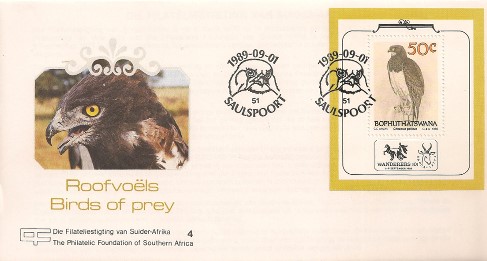 1989-09-01
51
SAULSPOORT
1989-09-01
51
SAULSPOORT
50c
BOPHUTHATSWANA
WANDERERS 101
Roofvoëls
Birds of prey
Die Filateliestigting van Suider-Afrika
The Philatelic Foundation of Southern Africa
4